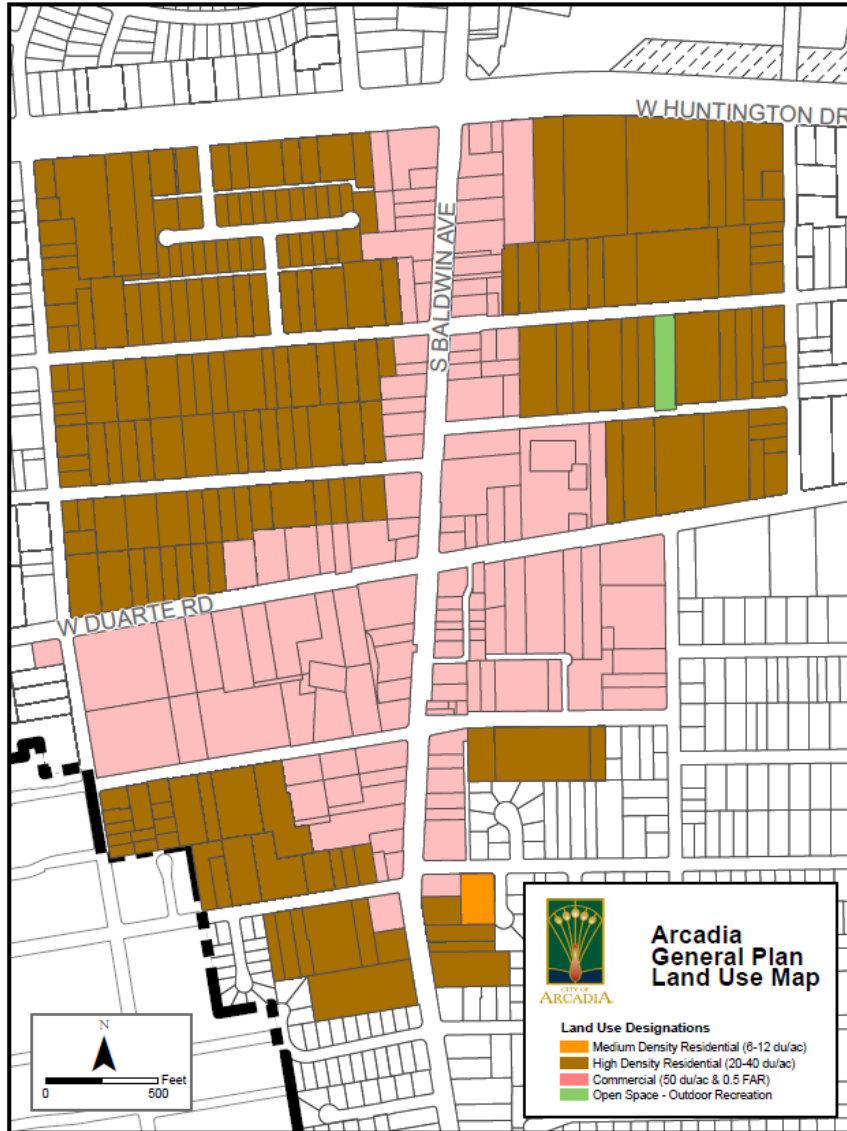 W HUNTINGTON DR
S BALDWIN AVE
W DUARTE RD
Arcadia
General Plan
Land Use Map
CITY OF
ARCADIA
Land Use Designations
Medium Density Residential (6-12 du/ac)
High Density Residential (20-40 du/ac)
Commercial (50 du/ac & 0.5 FAR)
Open Space - Outdoor Recreation
N
0 500 Feet